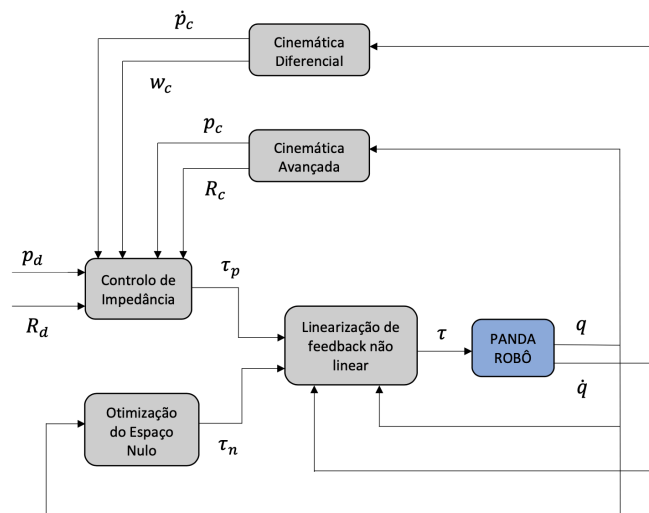 ṗ_c
Cinemática
Diferencial
w_c
p_c
Cinemática
Avançada
R_c
p_d
Controlo de
Impedância
τ_p
R_d
Linearização de
feedback não
linear
τ
PANDA
ROBÔ
q
q̇
Otimização
do Espaço
Nulo
τ_n